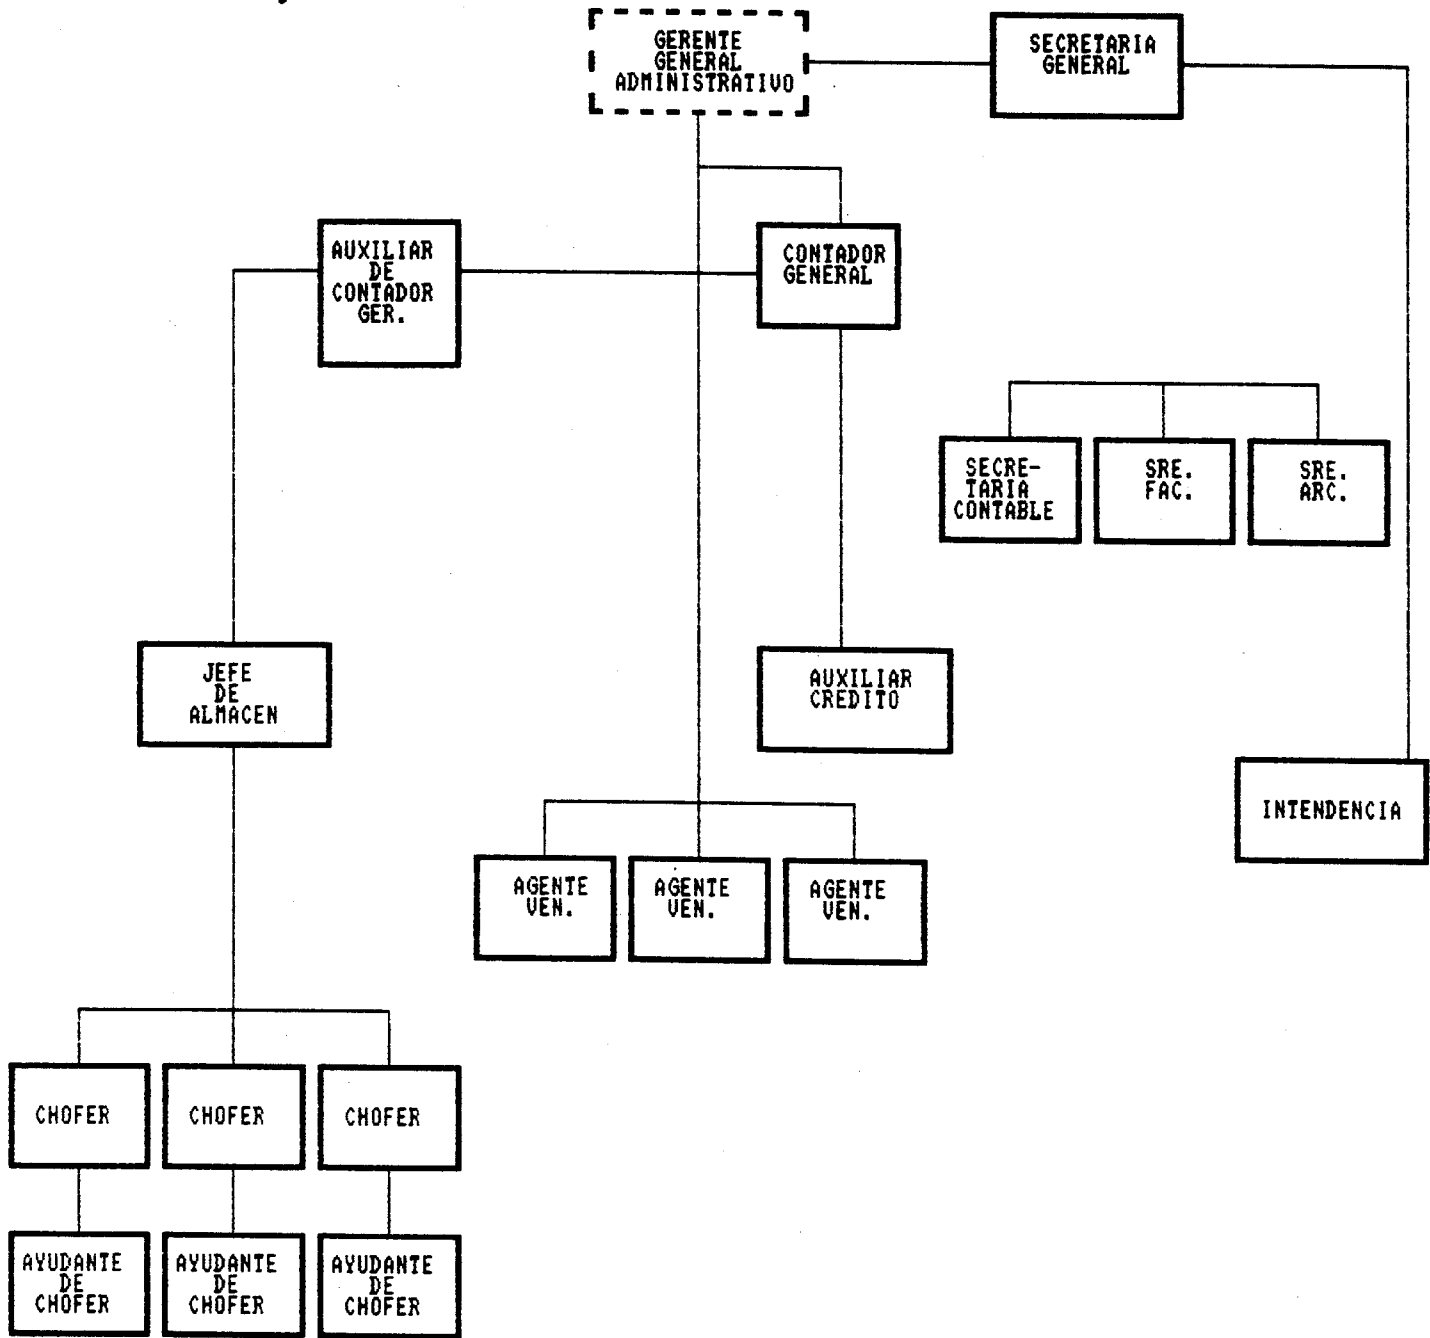 GERENTE
GENERAL
ADMINISTRATIVO
SECRETARIA
GENERAL
AUXILIAR
DE
CONTADOR
GER.
CONTADOR
GENERAL
SECRE-
TARIA
CONTABLE
SRE.
FAC.
SRE.
ARC.
JEFE
DE
ALMACEN
AUXILIAR
CREDITO
INTENDENCIA
AGENTE
VEN.
AGENTE
VEN.
AGENTE
VEN.
CHOFER
CHOFER
CHOFER
AYUDANTE
DE
CHOFER
AYUDANTE
DE
CHOFER
AYUDANTE
DE
CHOFER